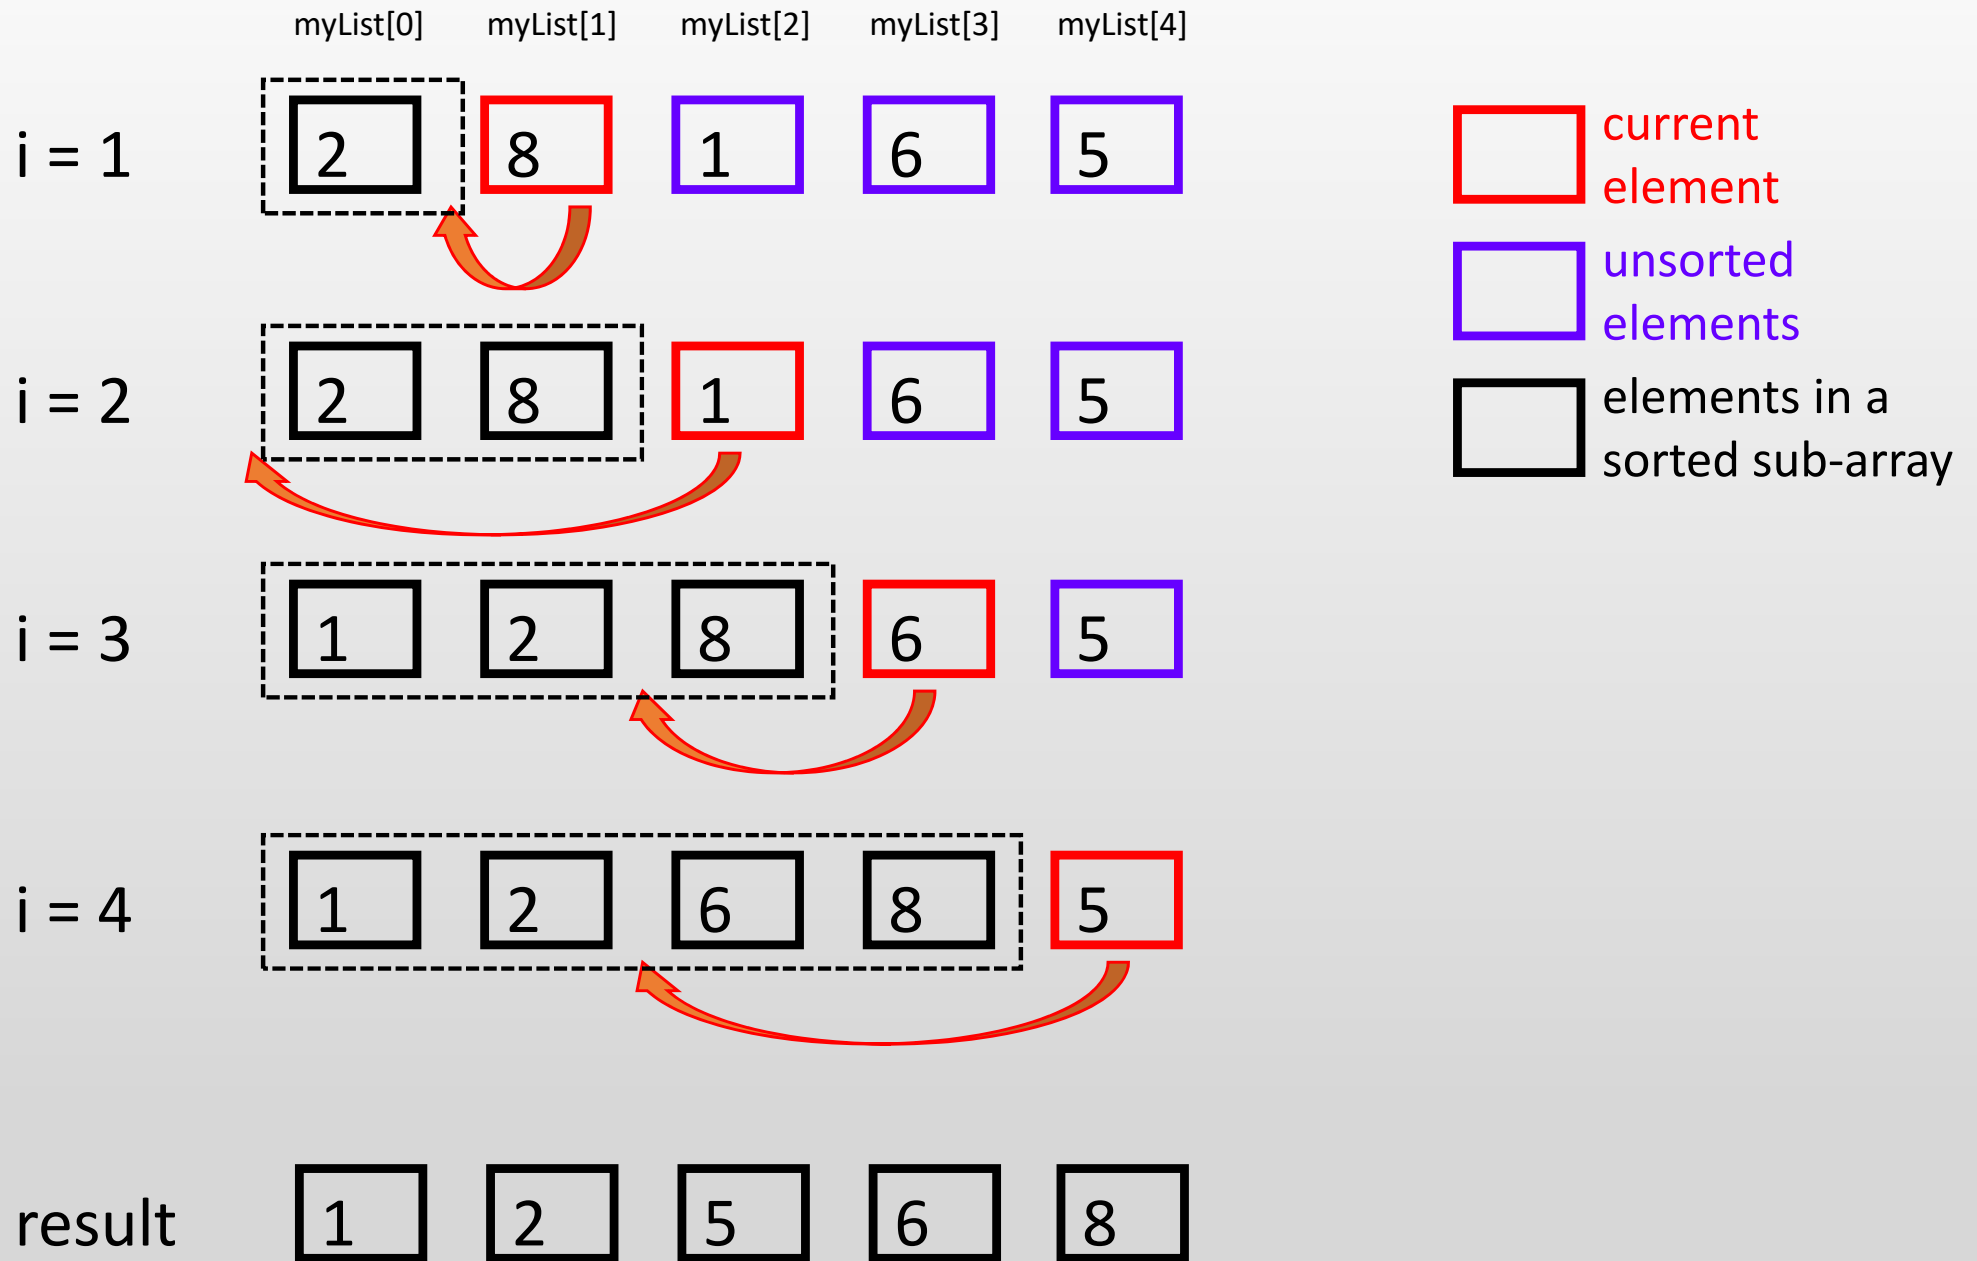 myList[0] myList[1] myList[2] myList[3] myList[4]
i = 1 2 8 1 6 5
current
element
unsorted
elements
i = 2 2 8 1 6 5
elements in a
sorted sub-array
i = 3 1 2 8 6 5
i = 4 1 2 6 8 5
result 1 2 5 6 8